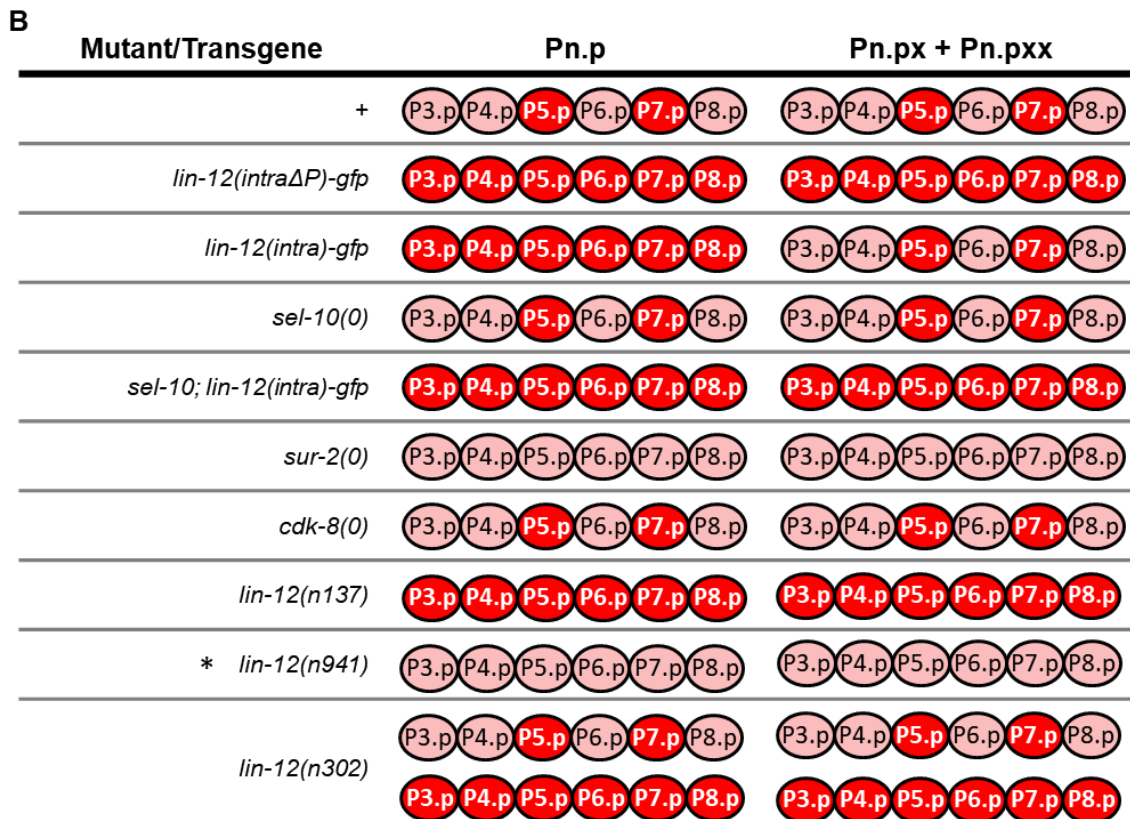 B
Mutant/Transgene Pn.p Pn.px + Pn.pxx
+ P3.p P4.p P5.p P6.p P7.p P8.p P3.p P4.p P5.p P6.p P7.p P8.p
lin-12(intraΔP)-gfp P3.p P4.p P5.p P6.p P7.p P8.p P3.p P4.p P5.p P6.p P7.p P8.p
lin-12(intra)-gfp P3.p P4.p P5.p P6.p P7.p P8.p P3.p P4.p P5.p P6.p P7.p P8.p
sel-10(0) P3.p P4.p P5.p P6.p P7.p P8.p P3.p P4.p P5.p P6.p P7.p P8.p
sel-10; lin-12(intra)-gfp P3.p P4.p P5.p P6.p P7.p P8.p P3.p P4.p P5.p P6.p P7.p P8.p
sur-2(0) P3.p P4.p P5.p P6.p P7.p P8.p P3.p P4.p P5.p P6.p P7.p P8.p
cdk-8(0) P3.p P4.p P5.p P6.p P7.p P8.p P3.p P4.p P5.p P6.p P7.p P8.p
lin-12(n137) P3.p P4.p P5.p P6.p P7.p P8.p P3.p P4.p P5.p P6.p P7.p P8.p
* lin-12(n941) P3.p P4.p P5.p P6.p P7.p P8.p P3.p P4.p P5.p P6.p P7.p P8.p
P3.p P4.p P5.p P6.p P7.p P8.p P3.p P4.p P5.p P6.p P7.p P8.p
lin-12(n302)
P3.p P4.p P5.p P6.p P7.p P8.p P3.p P4.p P5.p P6.p P7.p P8.p